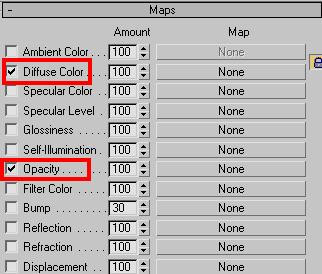 - Maps
Amount Map
Ambient Color . . . 100 None
Diffuse Color . . . . 100 None
Specular Color . . 100 None
Specular Level . . 100 None
Glossiness . . . . . 100 None
Self-Illumination . 100 None
Opacity . . . . . . . 100 None
Filter Color . . . . . 100 None
Bump . . . . . . . . . 30 None
Reflection . . . . . 100 None
Refraction . . . . . 100 None
Displacement . . 100 None